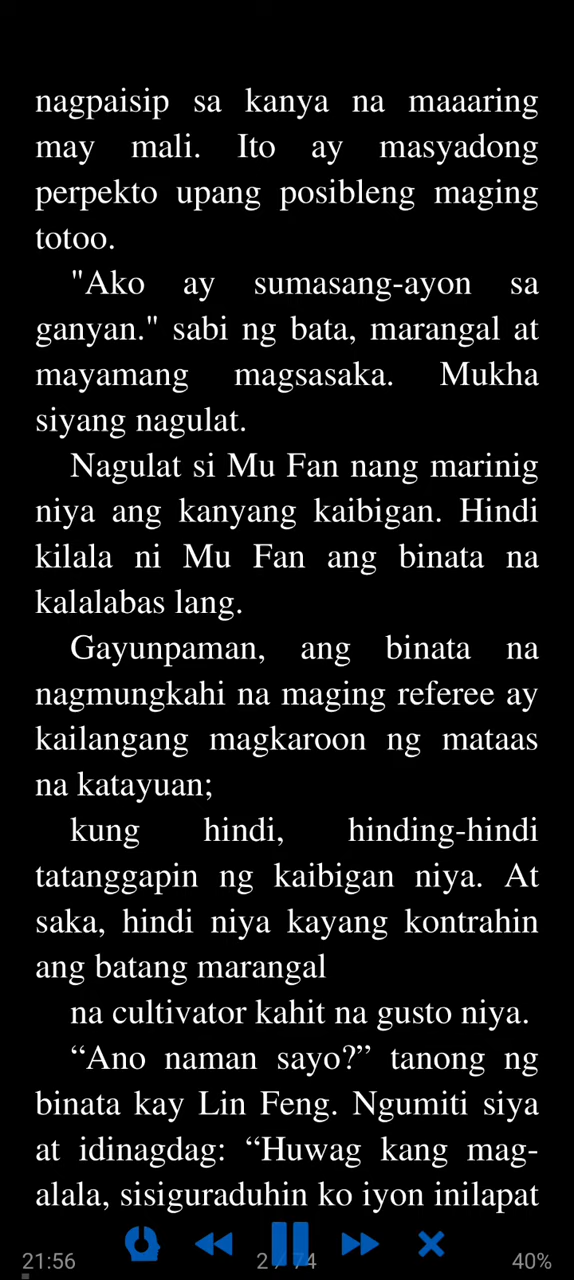 nagpaisip sa kanya na maaaring
may mali. Ito ay masyadong
perpekto upang posibleng maging
totoo.
"Ako ay sumasang-ayon sa
ganyan." sabi ng bata, marangal at
mayamang magsasaka. Mukha
siyang nagulat.
Nagulat si Mu Fan nang marinig
niya ang kanyang kaibigan. Hindi
kilala ni Mu Fan ang binata na
kalalabas lang.
Gayunpaman, ang binata na
nagmungkahi na maging referee ay
kailangang magkaroon ng mataas
na katayuan;
kung hindi, hinding-hindi
tatanggapin ng kaibigan niya. At
saka, hindi niya kayang kontrahin
ang batang marangal
na cultivator kahit na gusto niya.
“Ano naman sayo?” tanong ng
binata kay Lin Feng. Ngumiti siya
at idinagdag: “Huwag kang mag-
alala, sisiguraduhin ko iyon inilapat
21:56 2 / 74 40%